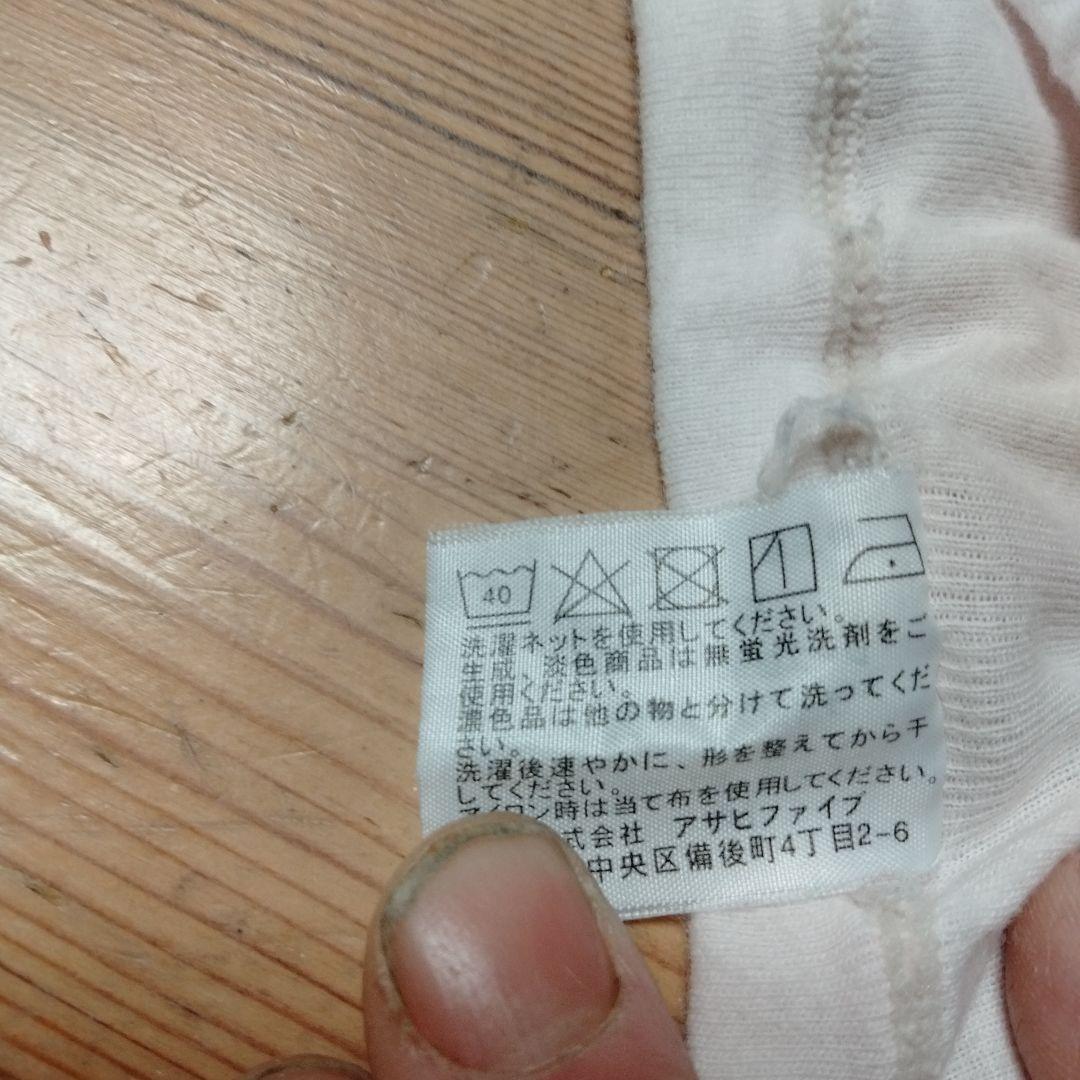 40
洗濯ネットを使用してください。
生成、淡色商品は無蛍光洗剤をご
使用ください。
濃色品は他の物と分けて洗ってくだ
さい。
洗濯後速やかに、形を整えてから干
してください。
アイロン時は当て布を使用してください。
式会社 アサヒファイブ
中央区備後町4丁目2-6